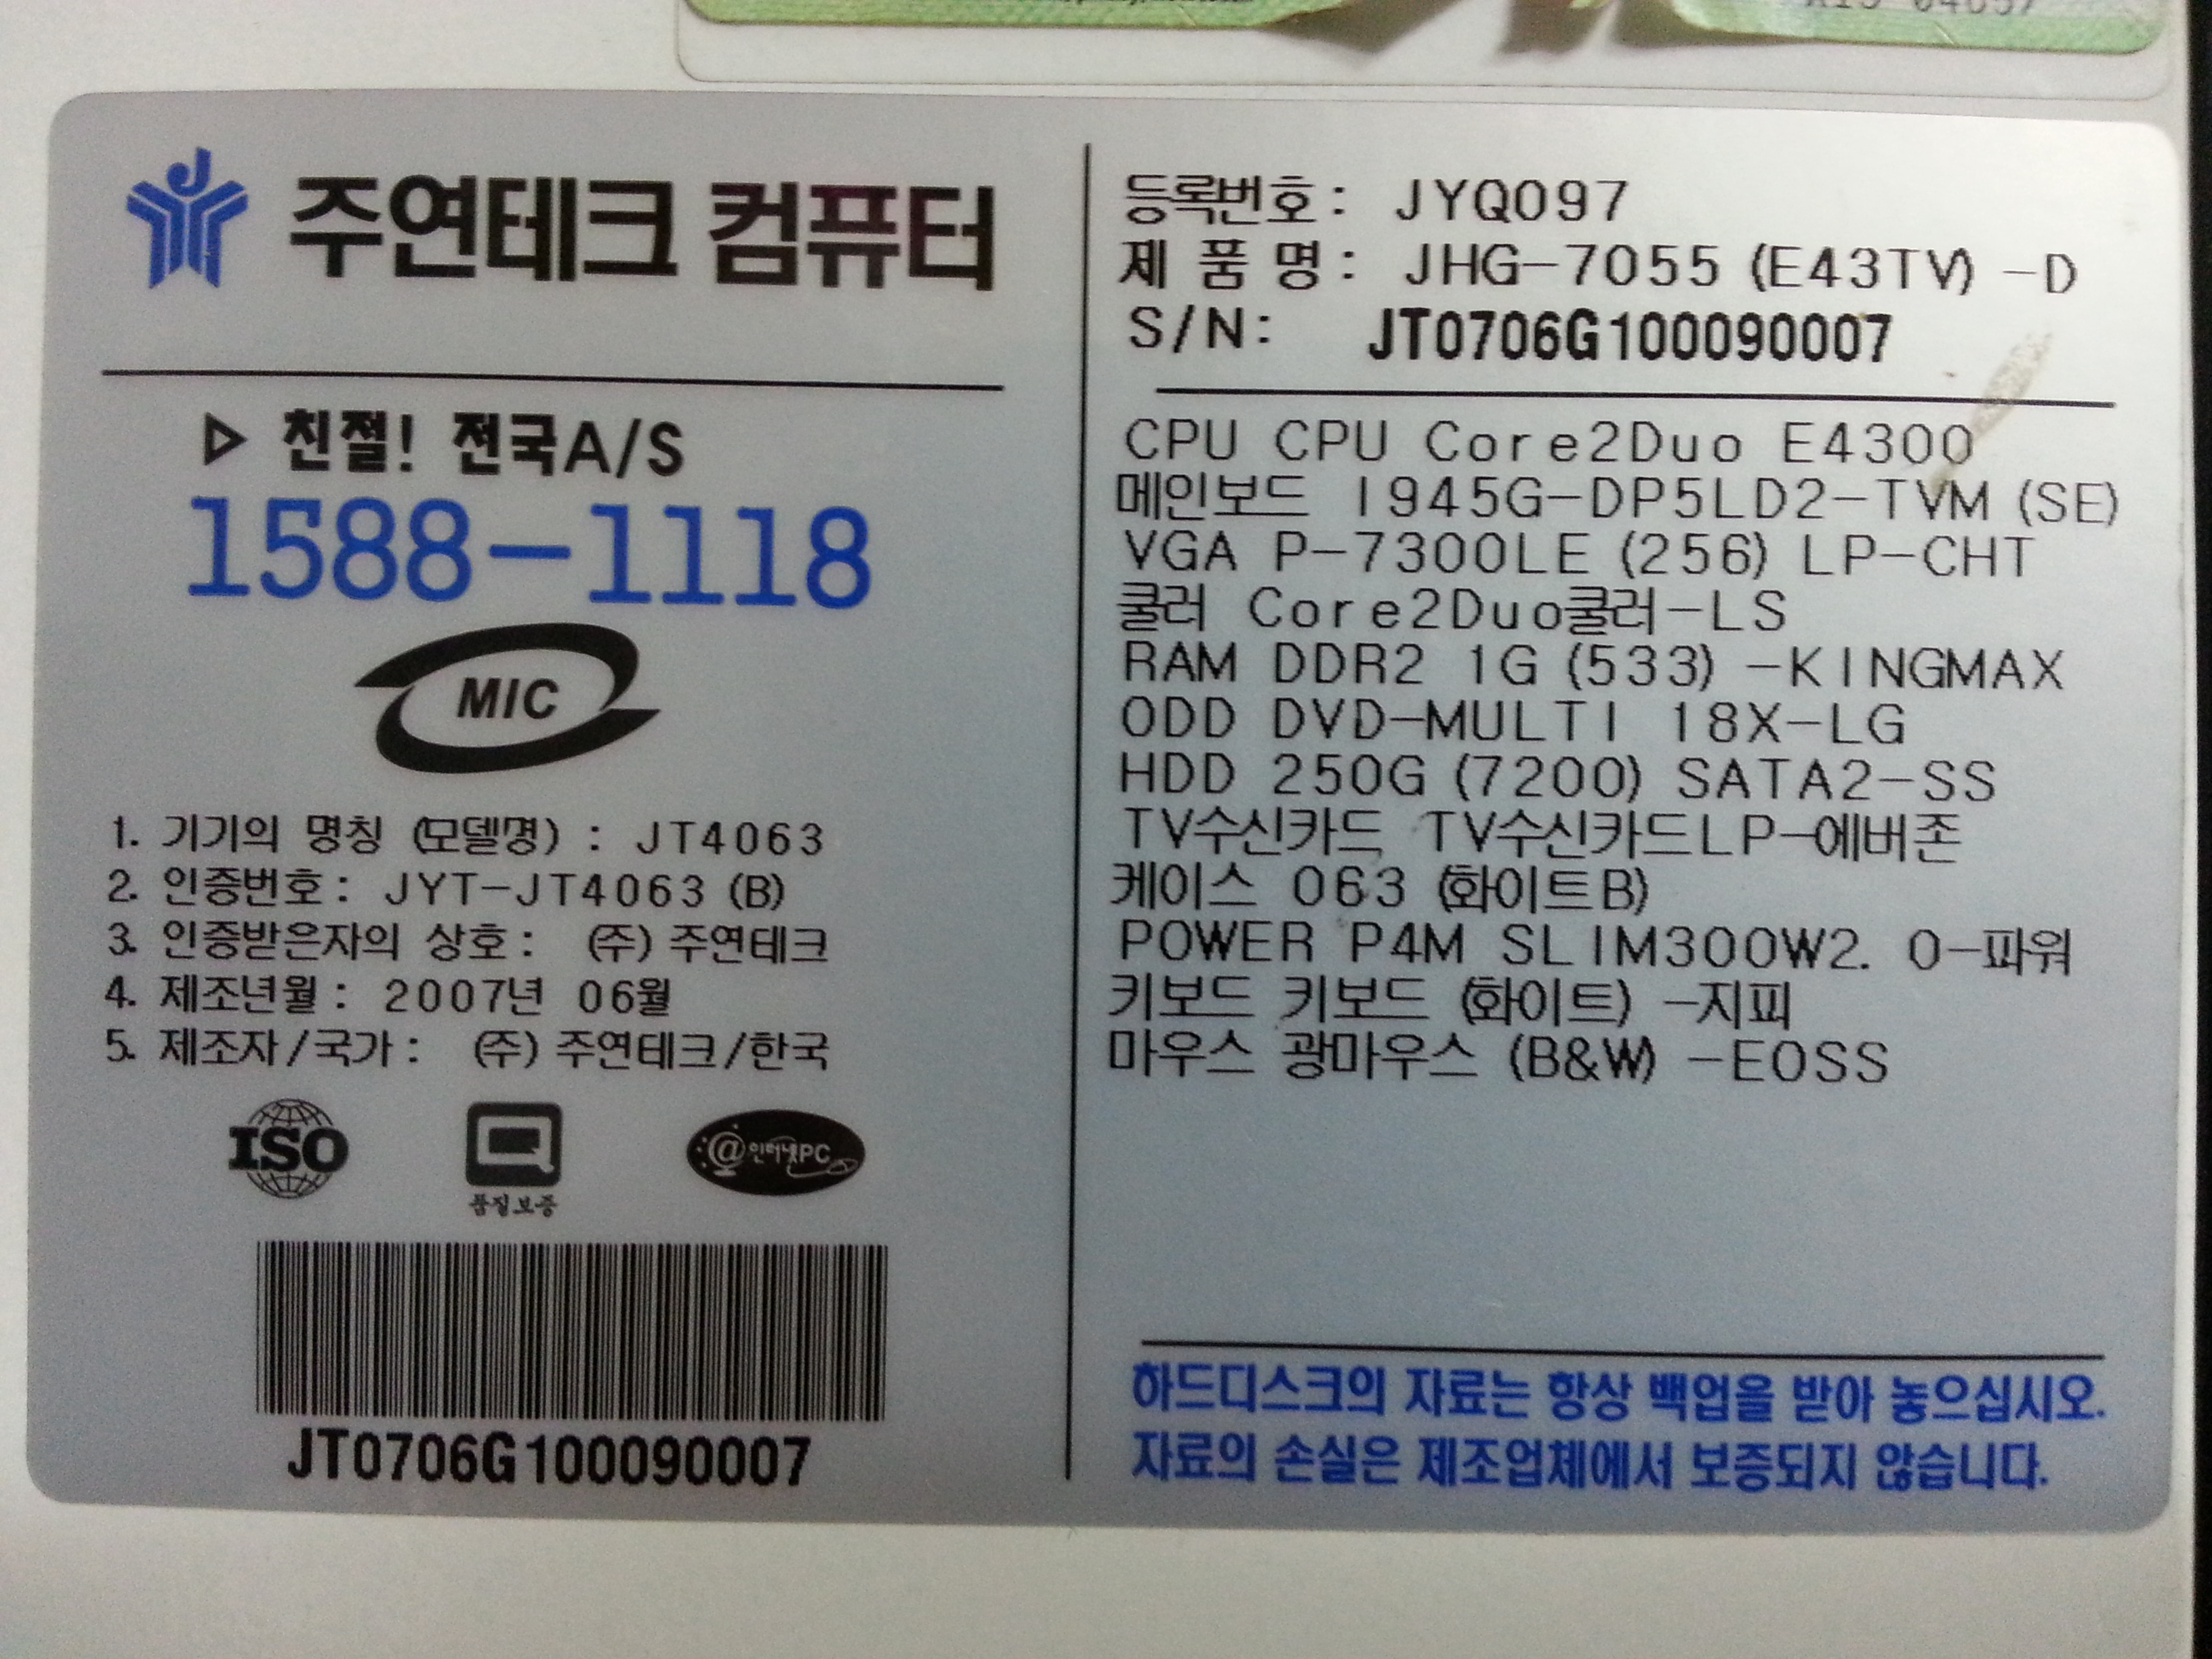 주연테크 컴퓨터
▷ 친절! 전국A/S
1588-1118
MIC
1. 기기의 명칭 (모델명) : JT4063
2. 인증번호: JYT-JT4063 (B)
3. 인증받은자의 상호: (주) 주연테크
4. 제조년월: 2007년 06월
5. 제조자/국가: (주) 주연테크/한국
ISO
품질보증
@인터넷PC
JT0706G100090007
등록번호: JYQ097
제 품 명: JHG-7055 (E43TV) -D
S/N: JT0706G100090007
CPU CPU Core2Duo E4300
메인보드 I945G-DP5LD2-TVM (SE)
VGA P-7300LE (256) LP-CHT
쿨러 Core2Duo쿨러-LS
RAM DDR2 1G (533) -KINGMAX
ODD DVD-MULTI 18X-LG
HDD 250G (7200) SATA2-SS
TV수신카드 TV수신카드LP-에버존
케이스 063 (화이트B)
POWER P4M SLIM300W2. 0-파워
키보드 키보드 (화이트) -지피
마우스 광마우스 (B&W) -EOSS
하드디스크의 자료는 항상 백업을 받아 놓으십시오.
자료의 손실은 제조업체에서 보증되지 않습니다.